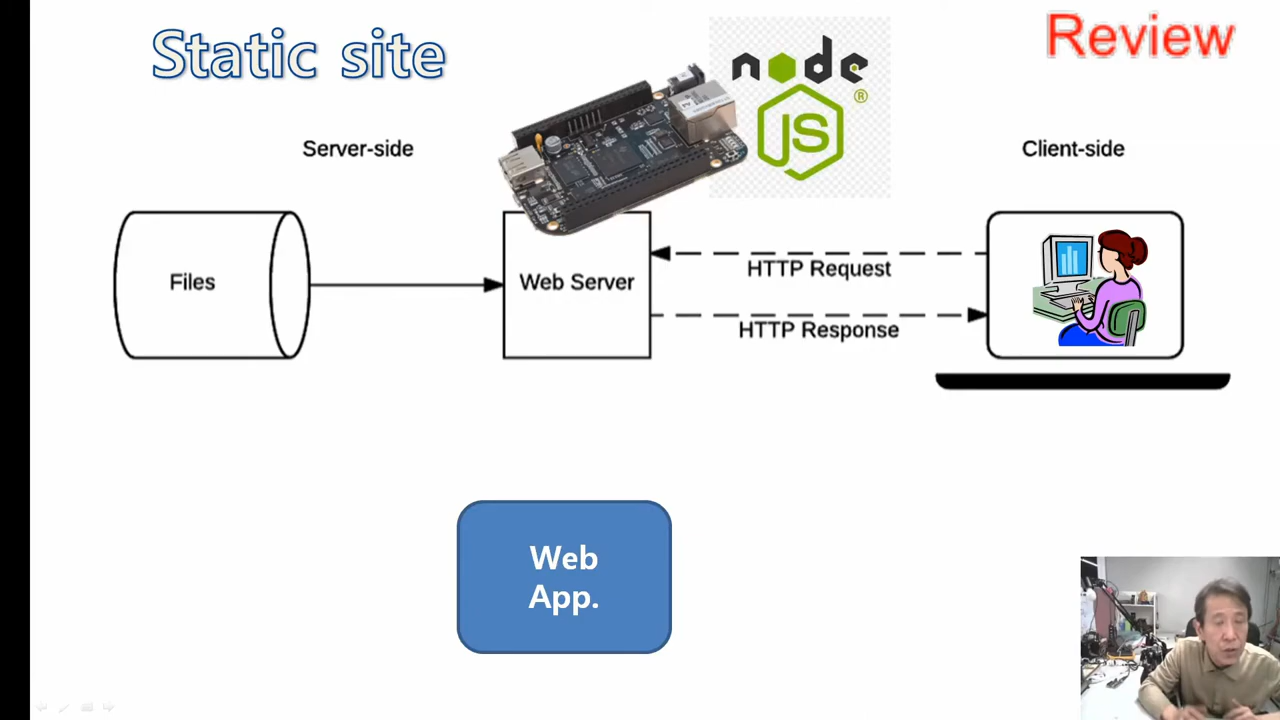 Static site
Review
node
JS
®
Server-side
Client-side
Files
Web Server
HTTP Request
HTTP Response
Web
App.